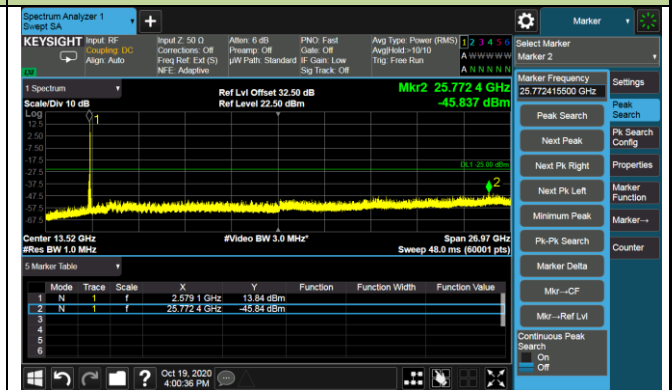 Spectrum Analyzer 1
Swept SA
+
Marker
KEYSIGHT
Input: RF
Coupling: DC
Align: Auto
Input Z: 50 Ω
Corrections: Off
Freq Ref: Ext (S)
NFE: Adaptive
Atten: 6 dB
Preamp: Off
µW Path: Standard
PNO: Fast
Gate: Off
IF Gain: Low
Sig Track: Off
Avg Type: Power (RMS)
Avg|Hold:>10/10
Trig: Free Run
1 2 3 4 5 6
A W W W W W
A N N N N N
Select Marker
Marker 2
1 Spectrum
Scale/Div 10 dB
Ref Lvl Offset 32.50 dB
Ref Level 22.50 dBm
Mkr2 25.772 4 GHz
-45.837 dBm
Log
12.5
2.50
-7.50
-17.5
-27.5
-37.5
-47.5
-57.5
-67.5
1
DL1 -25.00 dBm
2
Center 13.52 GHz
#Res BW 1.0 MHz
#Video BW 3.0 MHz*
Span 26.97 GHz
Sweep 48.0 ms (60001 pts)
5 Marker Table
Mode Trace Scale X Y Function Function Width Function Value
1 N 1 f 2.579 1 GHz 13.84 dBm
2 N 1 f 25.772 4 GHz -45.84 dBm
3
4
5
6
Marker Frequency
25.772415500 GHz
Peak Search
Next Peak
Next Pk Right
Next Pk Left
Minimum Peak
Pk-Pk Search
Marker Delta
Mkr→CF
Mkr→Ref Lvl
Continuous Peak
Search
On
Off
Settings
Peak
Search
Pk Search
Config
Properties
Marker
Function
Marker→
Counter
?
Oct 19, 2020
4:00:36 PM